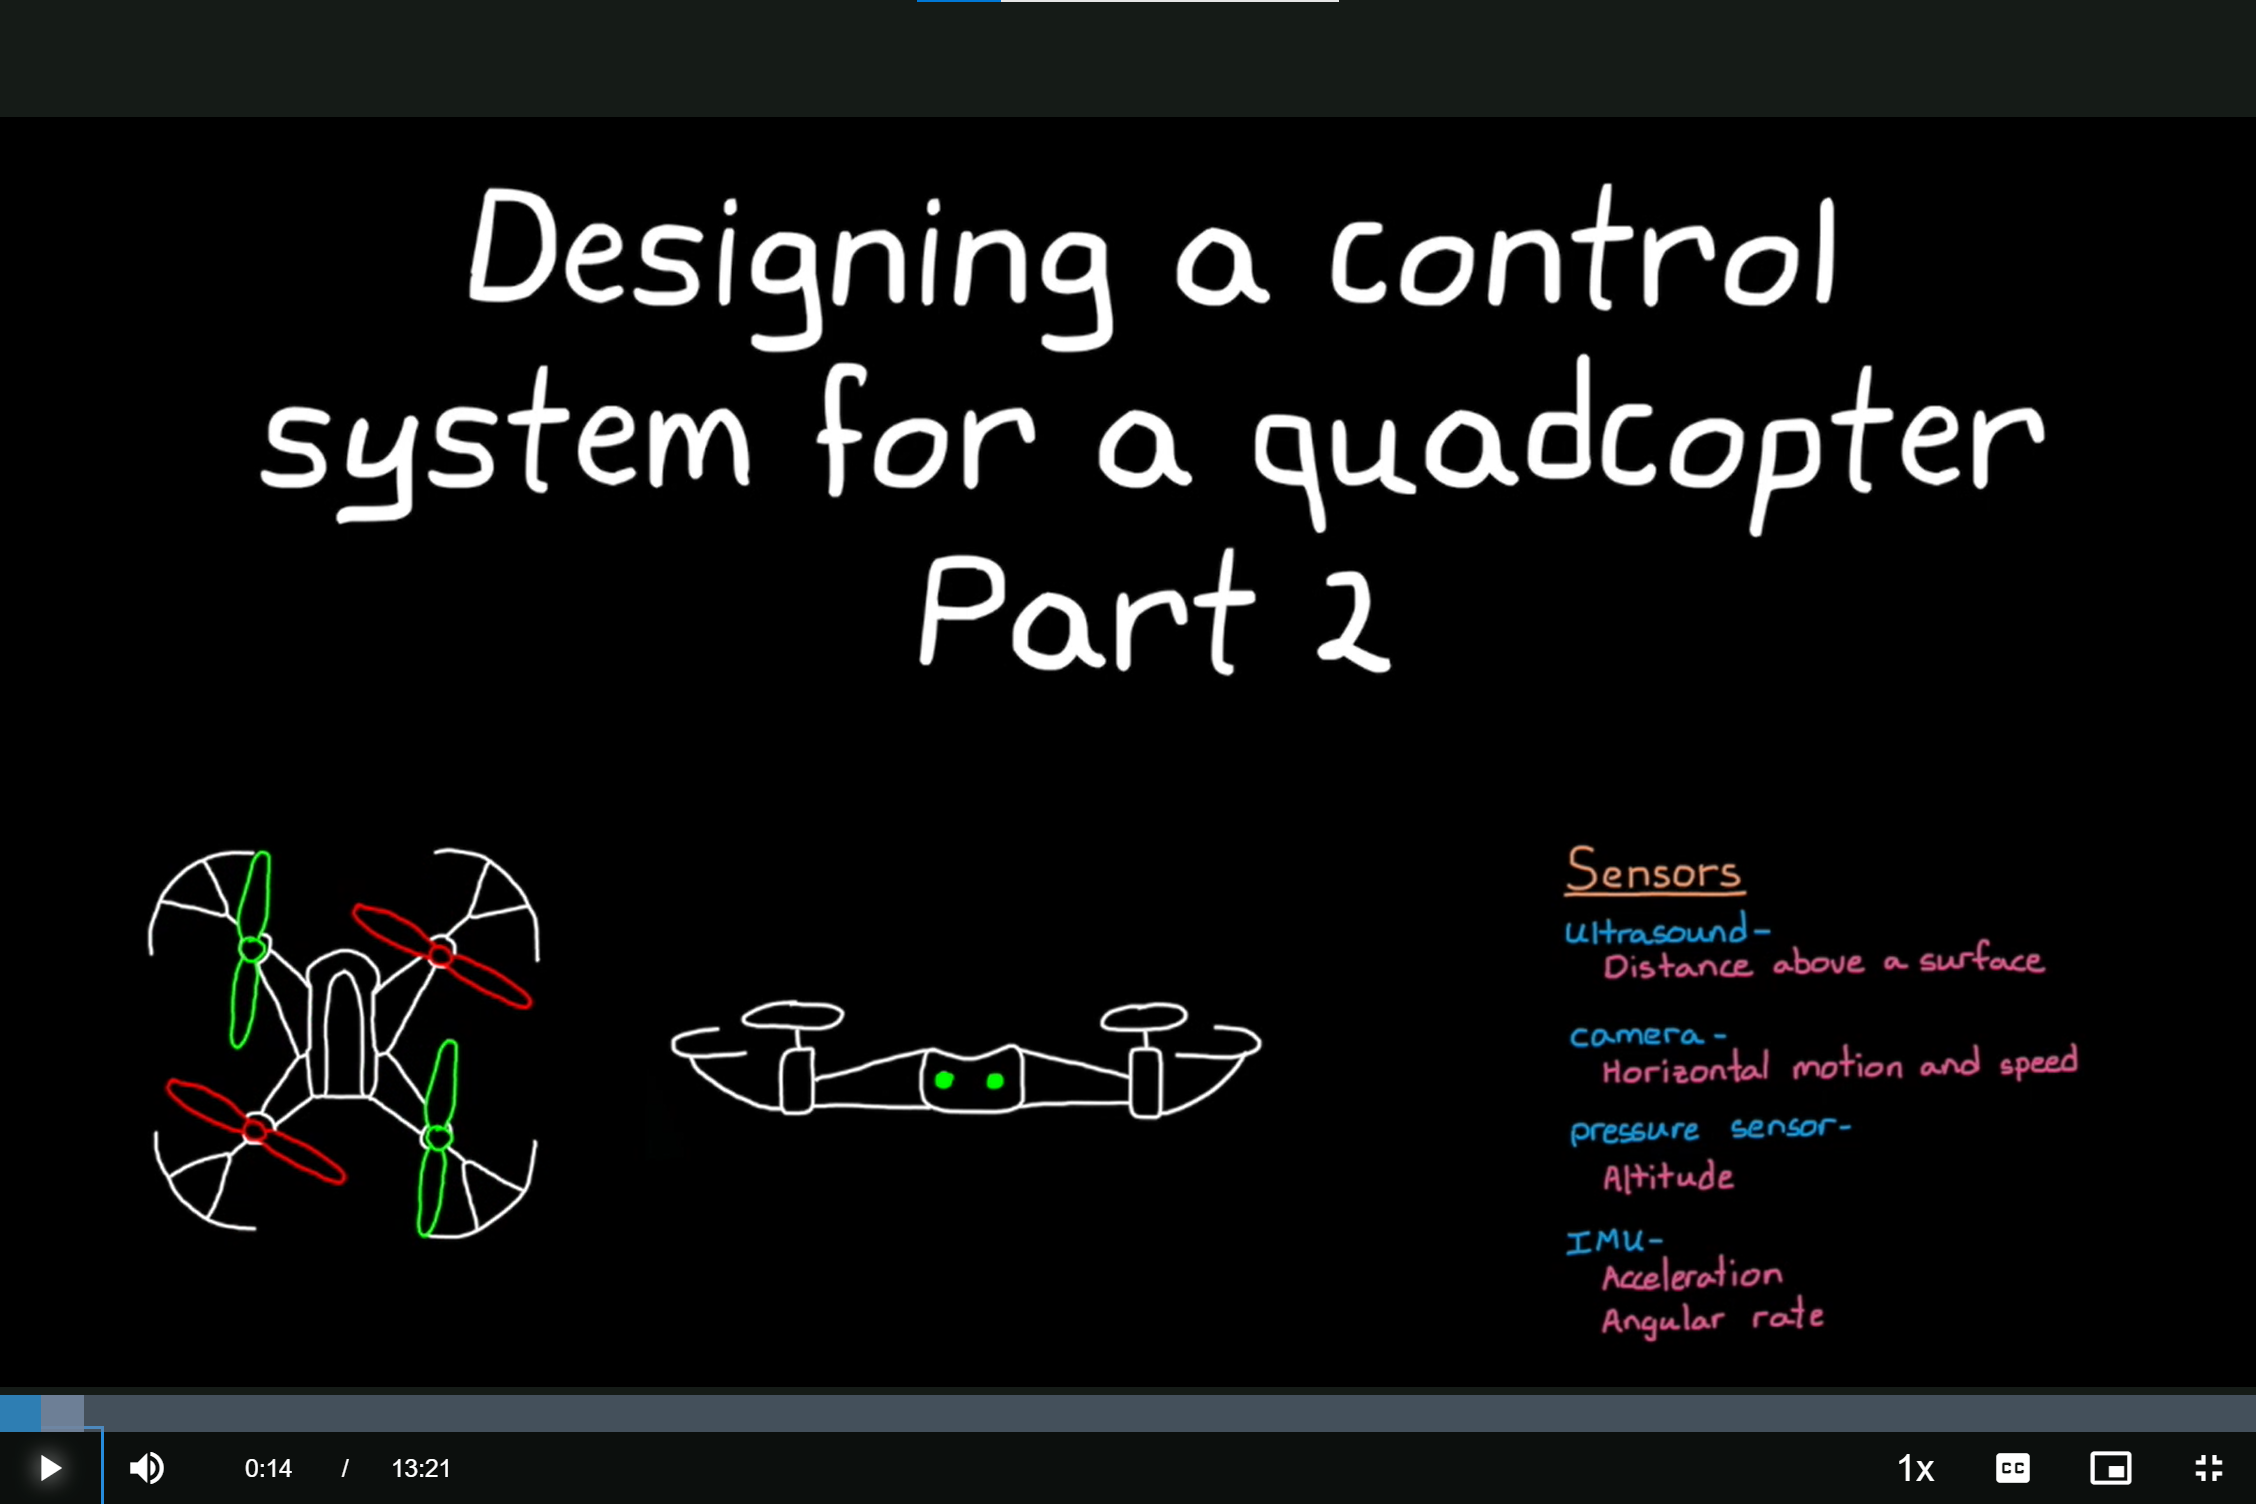 Designing a control
system for a quadcopter
Part 2
Sensors
ultrasound-
Distance above a surface
camera-
Horizontal motion and speed
pressure sensor-
Altitude
IMU-
Acceleration
Angular rate
0:14 / 13:21
1x
CC